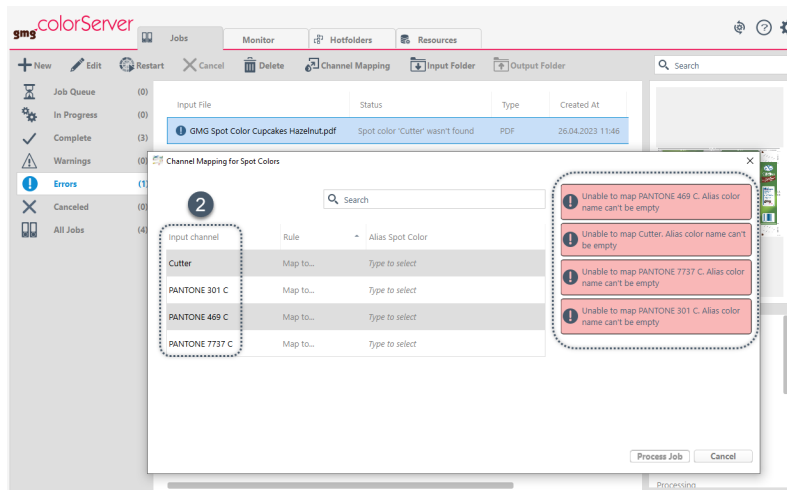 gmg colorServer
Jobs
Monitor
Hotfolders
Resources
New
Edit
Restart
Cancel
Delete
Channel Mapping
Input Folder
Output Folder
Search
Job Queue (0)
In Progress (0)
Complete (3)
Warnings (0)
Errors (1)
Canceled (0)
All Jobs (4)
Input File Status Type Created At
GMG Spot Color Cupcakes Hazelnut.pdf Spot color 'Cutter' wasn't found PDF 26.04.2023 11:46
Channel Mapping for Spot Colors
2
Search
Input channel Rule Alias Spot Color
Cutter Map to... Type to select
PANTONE 301 C Map to... Type to select
PANTONE 469 C Map to... Type to select
PANTONE 7737 C Map to... Type to select
Unable to map PANTONE 469 C. Alias color
name can't be empty
Unable to map Cutter. Alias color name can't
be empty
Unable to map PANTONE 7737 C. Alias color
name can't be empty
Unable to map PANTONE 301 C. Alias color
name can't be empty
Process Job
Cancel
Processing